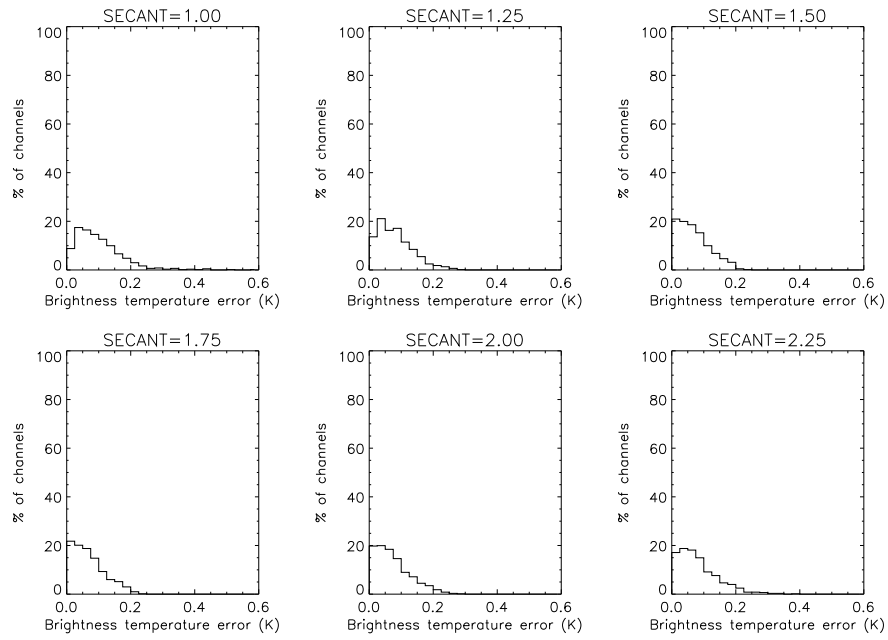 SECANT=1.00
100
80
60
40
20
0
% of channels
0.0 0.2 0.4 0.6
Brightness temperature error (K)
SECANT=1.25
100
80
60
40
20
0
% of channels
0.0 0.2 0.4 0.6
Brightness temperature error (K)
SECANT=1.50
100
80
60
40
20
0
% of channels
0.0 0.2 0.4 0.6
Brightness temperature error (K)
SECANT=1.75
100
80
60
40
20
0
% of channels
0.0 0.2 0.4 0.6
Brightness temperature error (K)
SECANT=2.00
100
80
60
40
20
0
% of channels
0.0 0.2 0.4 0.6
Brightness temperature error (K)
SECANT=2.25
100
80
60
40
20
0
% of channels
0.0 0.2 0.4 0.6
Brightness temperature error (K)